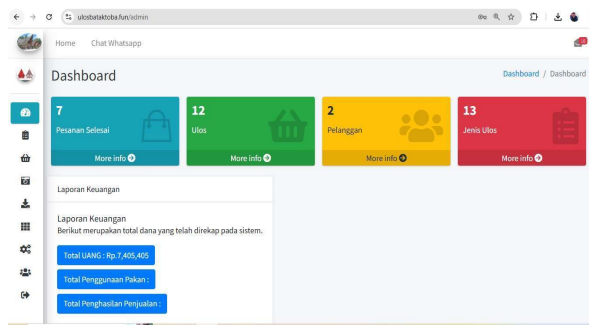 ulosbataktoba.fun/admin
Home Chat Whatsapp
Dashboard
Dashboard / Dashboard
7
Pesanan Selesai
More info
12
Ulos
More info
2
Pelanggan
More info
13
Jenis Ulos
More info
Laporan Keuangan
Laporan Keuangan
Berikut merupakan total dana yang telah direkap pada sistem.
Total UANG : Rp.7,405,405
Total Penggunaan Pakan :
Total Penghasilan Penjualan :